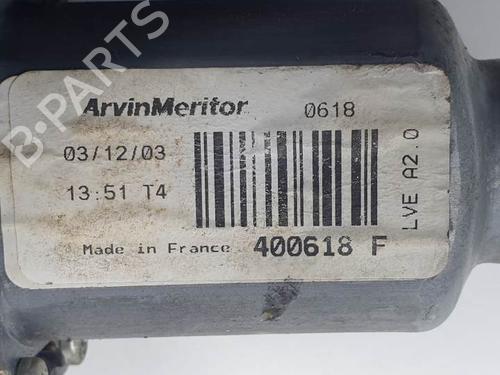 ArvinMeritor 0618
03/12/03
13:51 T4
Made in France 400618 F
LVE A2.0
B-PARTS